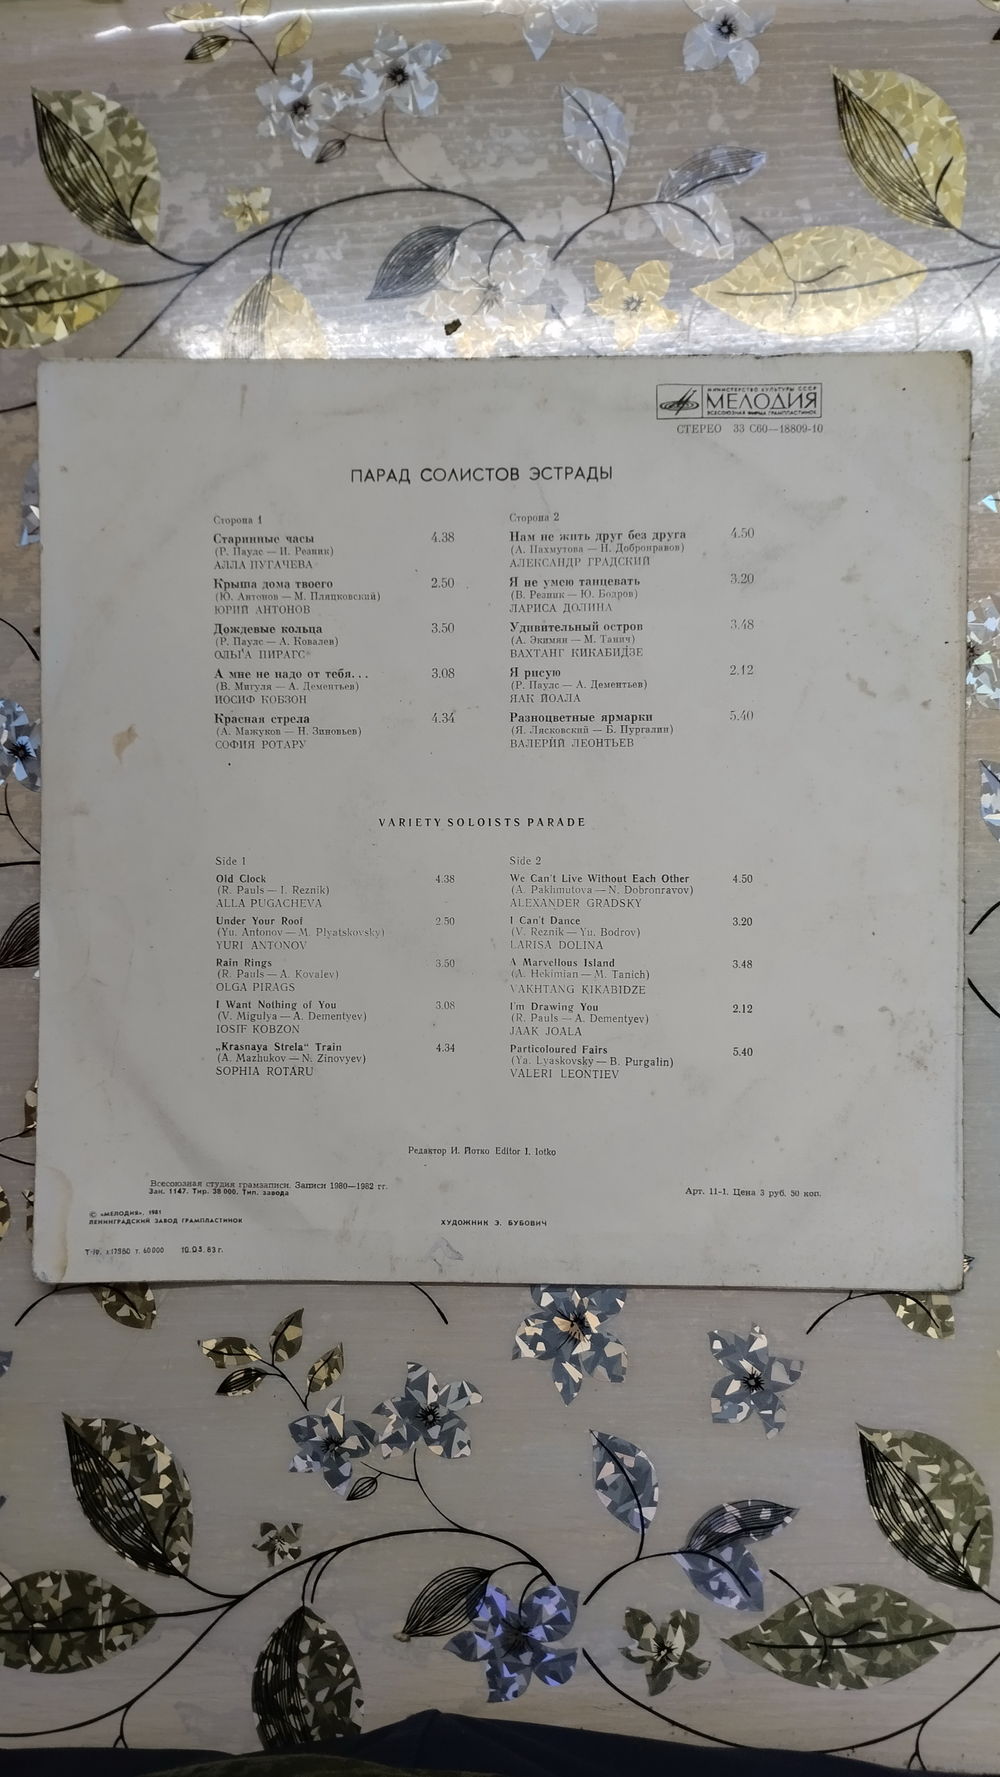 МИНИСТЕРСТВО КУЛЬТУРЫ СССР
МЕЛОДИЯ
ВСЕСОЮЗНАЯ ФИРМА ГРАМПЛАСТИНОК
СТЕРЕО 33 С60—18809-10
ПАРАД СОЛИСТОВ ЭСТРАДЫ
Сторона 1
Старинные часы 4.38
(Р. Паулс — И. Резник)
АЛЛА ПУГАЧЕВА
Крыша дома твоего 2.50
(Ю. Антонов — М. Пляцковский)
ЮРИЙ АНТОНОВ
Дождевые кольца 3.50
(Р. Паулс — А. Ковалев)
ОЛЬГА ПИРАГС
А мне не надо от тебя... 3.08
(В. Мигуля — А. Дементьев)
ИОСИФ КОБЗОН
Красная стрела 4.34
(А. Мажуков — Н. Зиновьев)
СОФИЯ РОТАРУ
Сторона 2
Нам не жить друг без друга 4.50
(А. Пахмутова — Н. Добронравов)
АЛЕКСАНДР ГРАДСКИЙ
Я не умею танцевать 3.20
(В. Резник — Ю. Бодров)
ЛАРИСА ДОЛИНА
Удивительный остров 3.48
(А. Экимян — М. Танич)
ВАХТАНГ КИКАБИДЗЕ
Я рисую 2.12
(Р. Паулс — А. Дементьев)
ЯАК ЙОАЛА
Разноцветные ярмарки 5.40
(Я. Лясковский — Б. Пургалин)
ВАЛЕРИЙ ЛЕОНТЬЕВ
VARIETY SOLOISTS PARADE
Side 1
Old Clock 4.38
(R. Pauls — I. Reznik)
ALLA PUGACHEVA
Under Your Roof 2.50
(Yu. Antonov — M. Plyatskovsky)
YURI ANTONOV
Rain Rings 3.50
(R. Pauls — A. Kovalev)
OLGA PIRAGS
I Want Nothing of You 3.08
(V. Migulya — A. Dementyev)
IOSIF KOBZON
„Krasnaya Strela“ Train 4.34
(A. Mazhukov — N. Zinovyev)
SOPHIA ROTARU
Side 2
We Can't Live Without Each Other 4.50
(A. Pakhmutova — N. Dobronravov)
ALEXANDER GRADSKY
I Can't Dance 3.20
(V. Reznik — Yu. Bodrov)
LARISA DOLINA
A Marvellous Island 3.48
(A. Hekimian — M. Tanich)
VAKHTANG KIKABIDZE
I'm Drawing You 2.12
(R. Pauls — A. Dementyev)
JAAK JOALA
Particoloured Fairs 5.40
(Ya. Lyaskovsky — B. Purgalin)
VALERI LEONTIEV
Редактор И. Йотко Editor I. Iotko
Всесоюзная студия грамзаписи. Записи 1980—1982 гг.
Зак. 1147. Тир. 38 000. Тип. завода
Арт. 11-1. Цена 3 руб. 50 коп.
© «МЕЛОДИЯ», 1981
ЛЕНИНГРАДСКИЙ ЗАВОД ГРАМПЛАСТИНОК
ХУДОЖНИК Э. БУБОВИЧ
т. 60000 10.03.83 г.